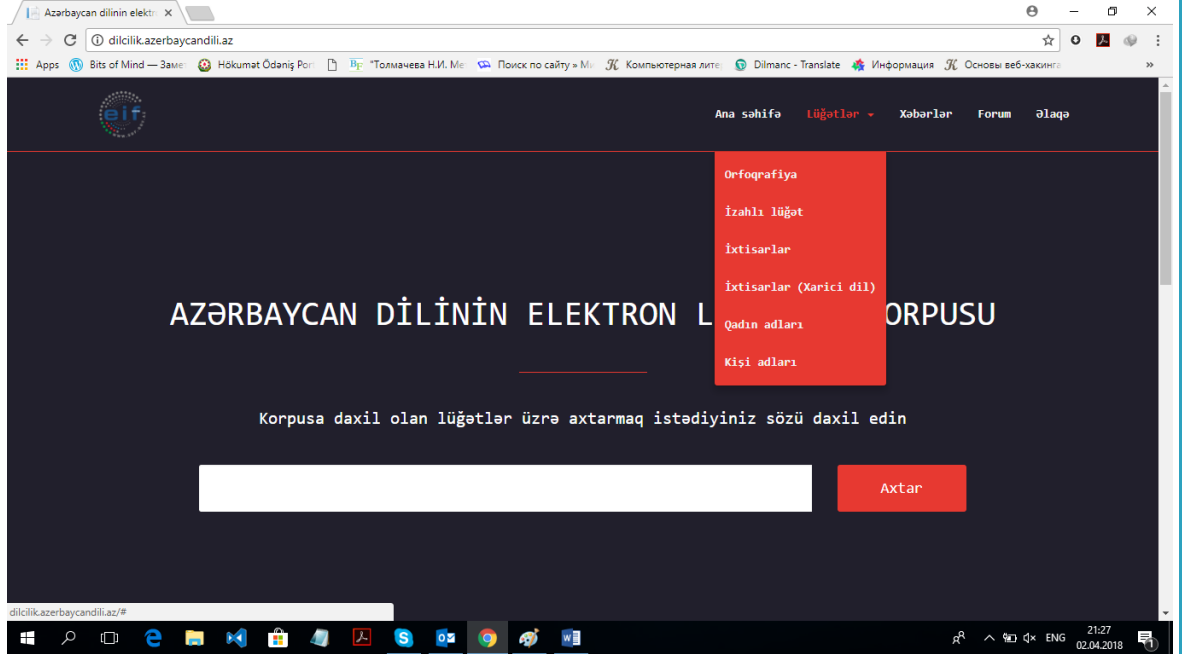 Azərbaycan dilinin elektr
dilcilik.azerbaycandili.az
Apps Bits of Mind — Заме Hökumət Ödəniş Por "Толмачева Н.И. Ме Поиск по сайту » Ми Компьютерная лите Dilmanc - Translate Информация Основы веб-хакинга »
eif
Ana səhifə Lüğətlər Xəbərlər Forum Əlaqə
Orfoqrafiya
İzahlı lüğət
İxtisarlar
İxtisarlar (Xarici dil)
Qadın adları
Kişi adları
AZƏRBAYCAN DİLİNİN ELEKTRON L ORPUSU
Korpusa daxil olan lüğətlər üzrə axtarmaq istədiyiniz sözü daxil edin
Axtar
dilcilik.azerbaycandili.az/#
ENG 21:27
02.04.2018